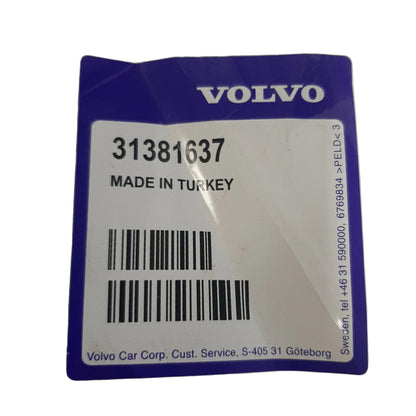 VOLVO
31381637
MADE IN TURKEY
Volvo Car Corp. Cust. Service, S-405 31 Göteborg
Sweden, tel +46 31 590000, 6769834 >PELD< 3